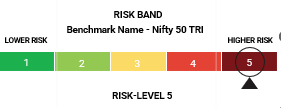 RISK BAND
Benchmark Name - Nifty 50 TRI
LOWER RISK HIGHER RISK
1 2 3 4 5
RISK-LEVEL 5